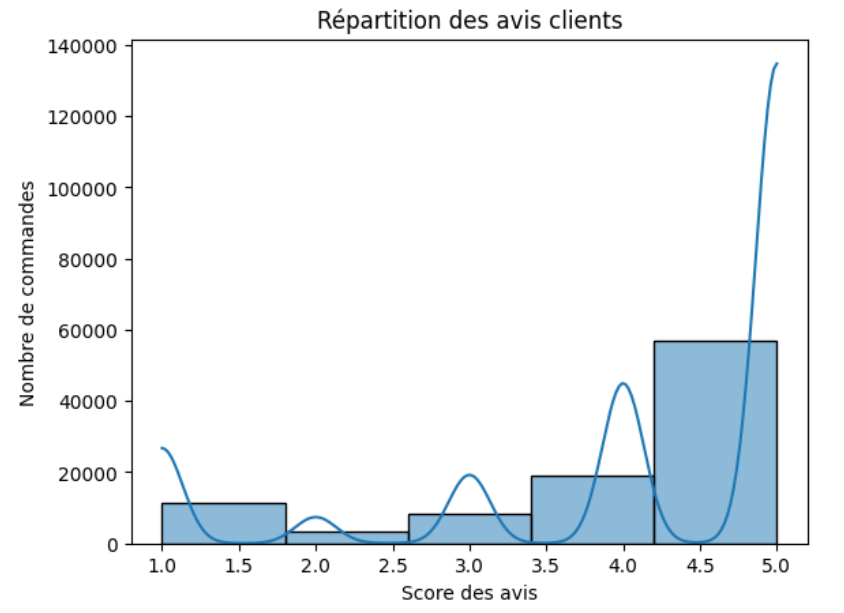 Répartition des avis clients
140000
120000
100000
80000
60000
40000
20000
0
Nombre de commandes
1.0 1.5 2.0 2.5 3.0 3.5 4.0 4.5 5.0
Score des avis